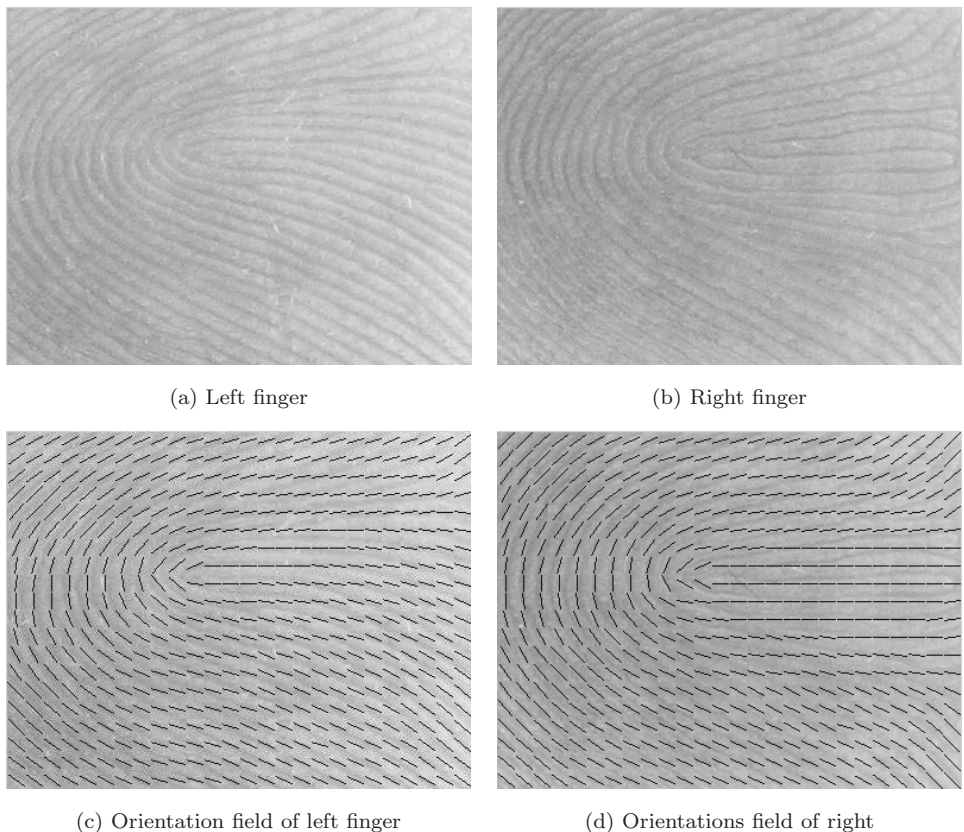 (a) Left finger
(b) Right finger
(c) Orientation field of left finger
(d) Orientations field of right